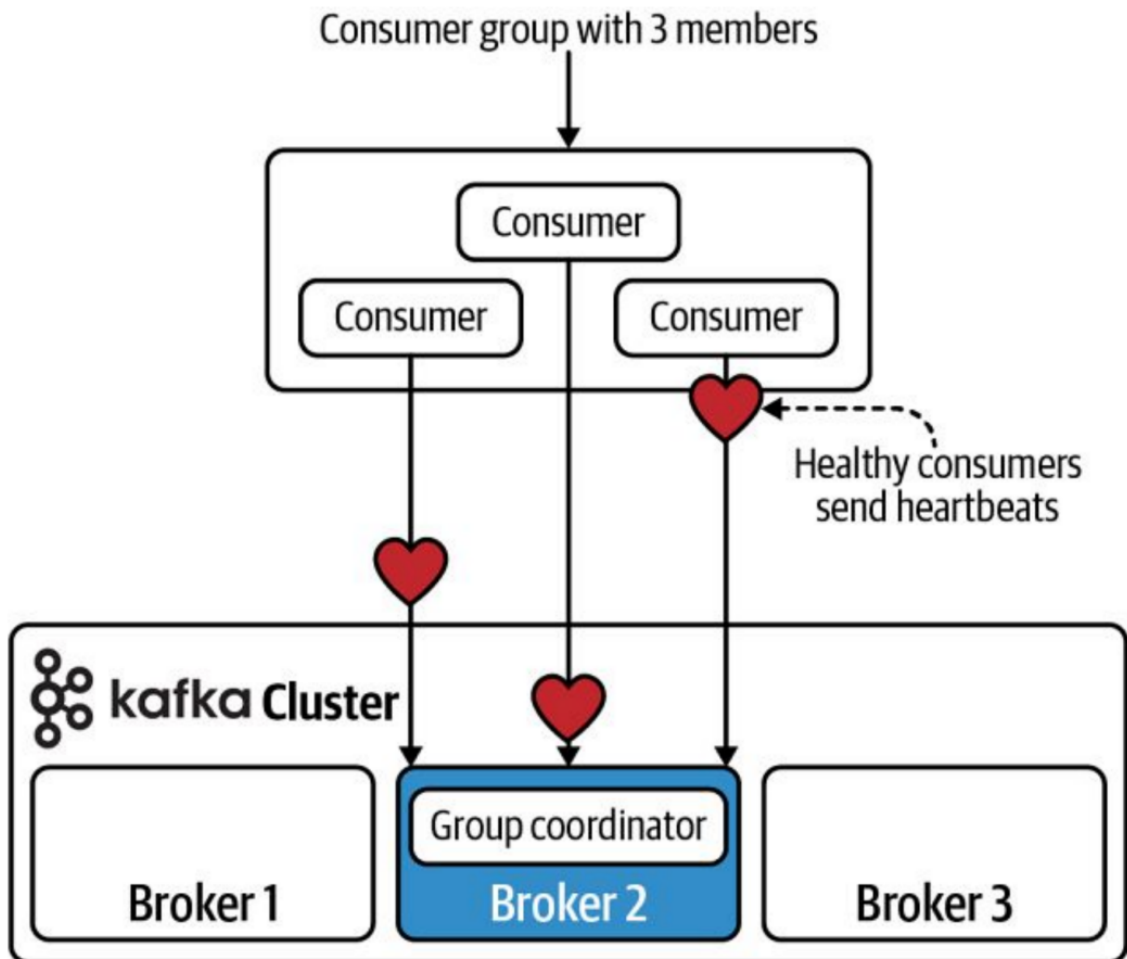 Consumer group with 3 members
Consumer
Consumer
Consumer
Healthy consumers
send heartbeats
kafka Cluster
Group coordinator
Broker 1
Broker 2
Broker 3